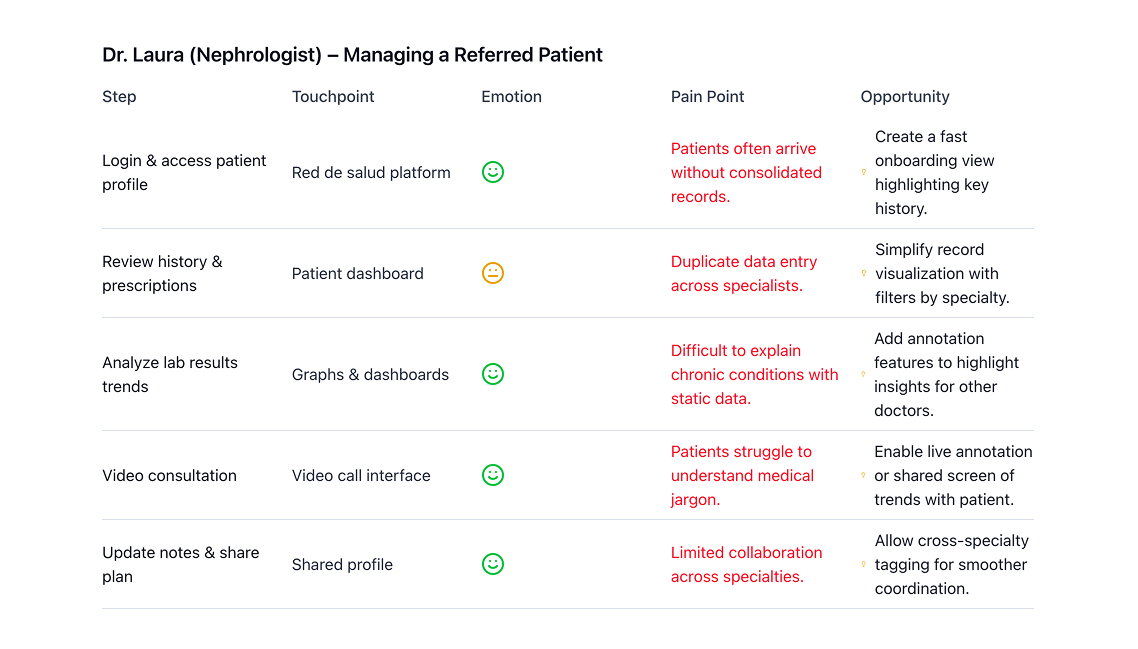 Dr. Laura (Nephrologist) – Managing a Referred Patient
Step
Touchpoint
Emotion
Pain Point
Opportunity
Login & access patient
profile
Red de salud platform
Patients often arrive
without consolidated
records.
Create a fast
onboarding view
highlighting key
history.
Review history &
prescriptions
Patient dashboard
Duplicate data entry
across specialists.
Simplify record
visualization with
filters by specialty.
Analyze lab results
trends
Graphs & dashboards
Difficult to explain
chronic conditions with
static data.
Add annotation
features to highlight
insights for other
doctors.
Video consultation
Video call interface
Patients struggle to
understand medical
jargon.
Enable live annotation
or shared screen of
trends with patient.
Update notes & share
plan
Shared profile
Limited collaboration
across specialties.
Allow cross-specialty
tagging for smoother
coordination.